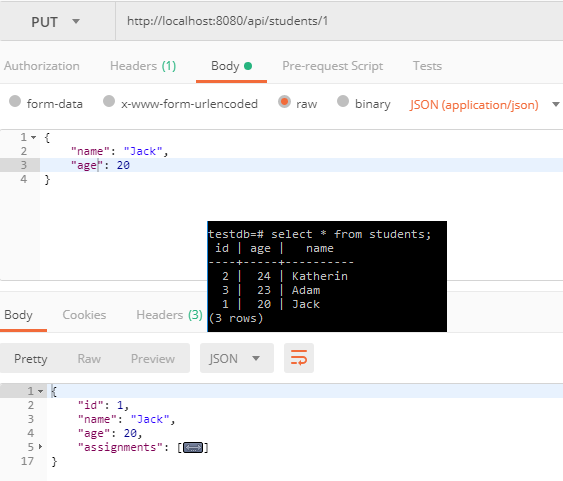 PUT http://localhost:8080/api/students/1
Authorization Headers (1) Body Pre-request Script Tests
form-data x-www-form-urlencoded raw binary JSON (application/json)
1 {
2 "name": "Jack",
3 "age": 20
4 }
testdb=# select * from students;
id | age | name
----+-----+----------
2 | 24 | Katherin
3 | 23 | Adam
1 | 20 | Jack
(3 rows)
Body Cookies Headers (3)
Pretty Raw Preview JSON
1 {
2 "id": 1,
3 "name": "Jack",
4 "age": 20,
5 "assignments": [↔]
17 }